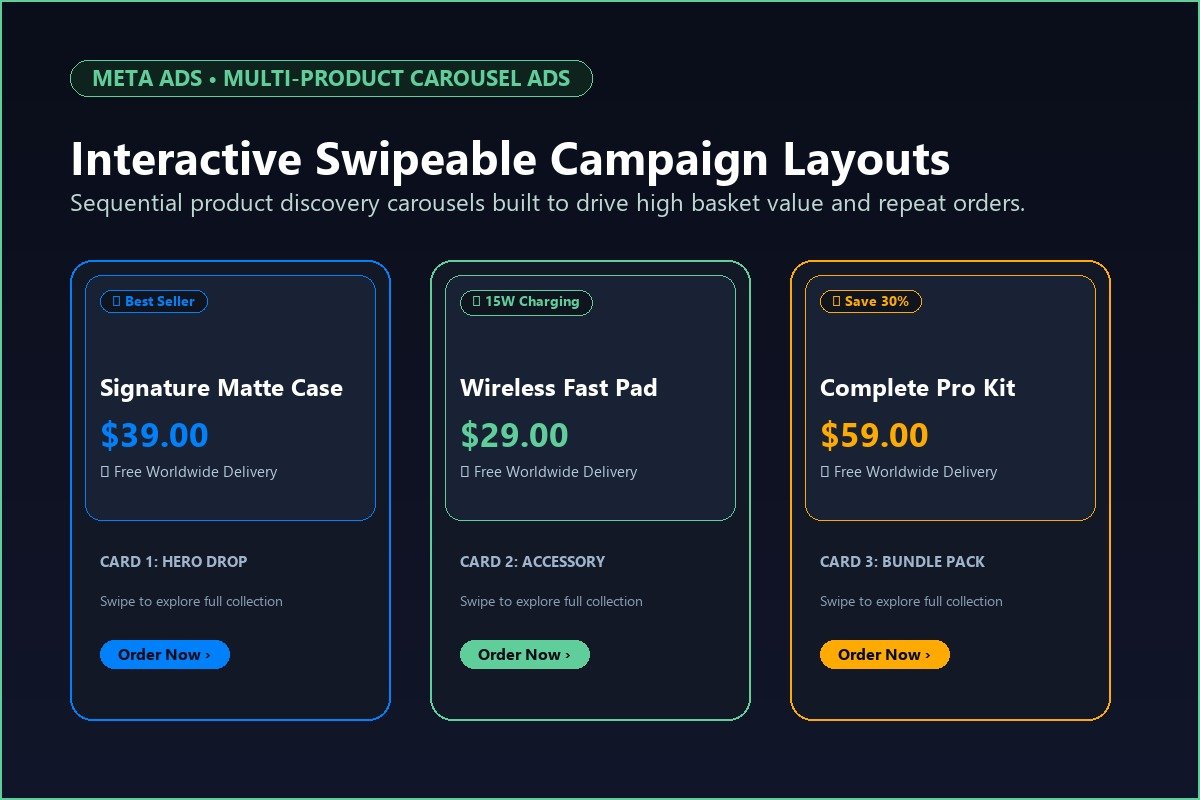 META ADS • MULTI-PRODUCT CAROUSEL ADS
Interactive Swipeable Campaign Layouts
Sequential product discovery carousels built to drive high basket value and repeat orders.
Best Seller
Signature Matte Case
$39.00
Free Worldwide Delivery
CARD 1: HERO DROP
Swipe to explore full collection
Order Now ›
15W Charging
Wireless Fast Pad
$29.00
Free Worldwide Delivery
CARD 2: ACCESSORY
Swipe to explore full collection
Order Now ›
Save 30%
Complete Pro Kit
$59.00
Free Worldwide Delivery
CARD 3: BUNDLE PACK
Swipe to explore full collection
Order Now ›